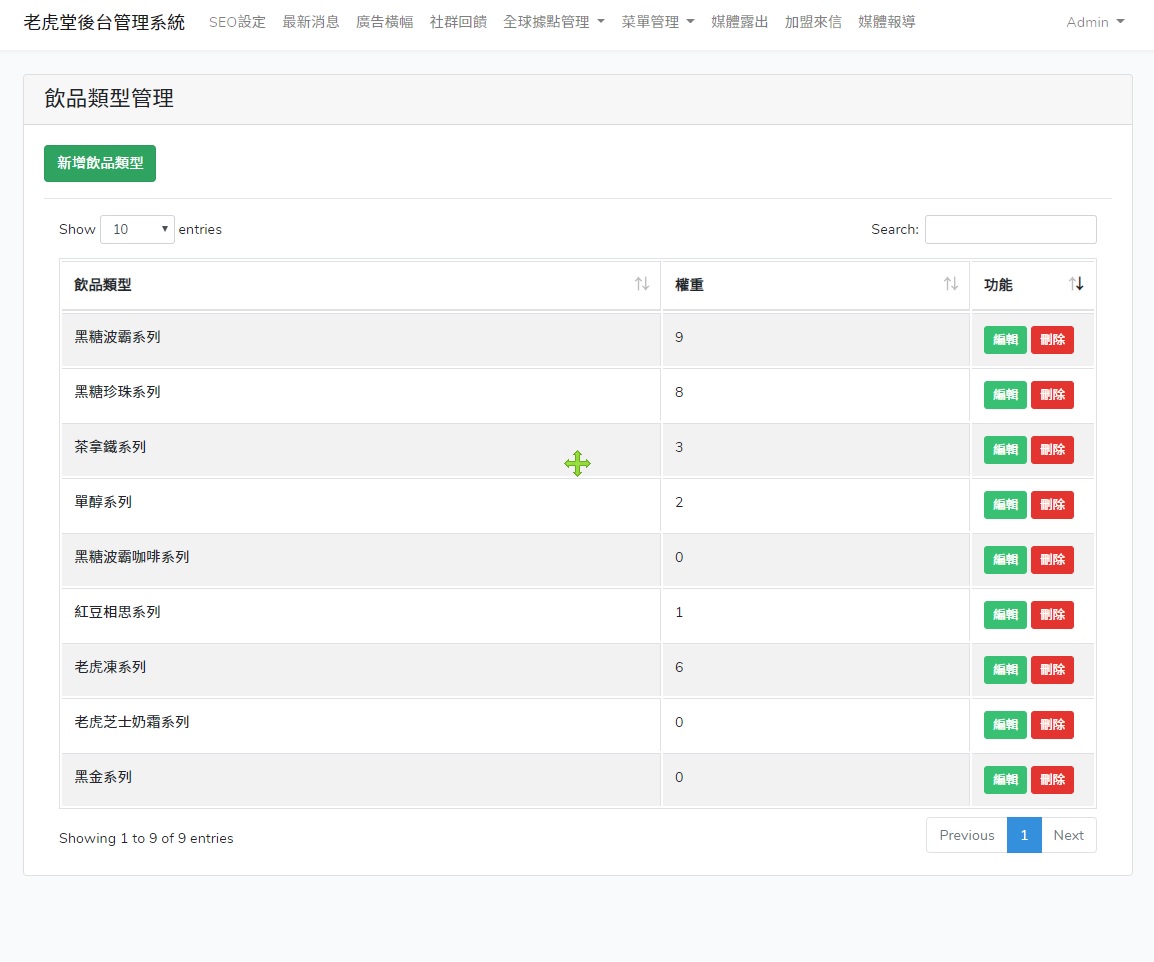 老虎堂後台管理系統 SEO設定 最新消息 廣告橫幅 社群回饋 全球據點管理 菜單管理 媒體露出 加盟來信 媒體報導 Admin
飲品類型管理
新增飲品類型
Show 10 entries Search:
飲品類型 權重 功能
黑糖波霸系列 9 編輯 刪除
黑糖珍珠系列 8 編輯 刪除
茶拿鐵系列 3 編輯 刪除
單醇系列 2 編輯 刪除
黑糖波霸咖啡系列 0 編輯 刪除
紅豆相思系列 1 編輯 刪除
老虎凍系列 6 編輯 刪除
老虎芝士奶霜系列 0 編輯 刪除
黑金系列 0 編輯 刪除
Showing 1 to 9 of 9 entries Previous 1 Next